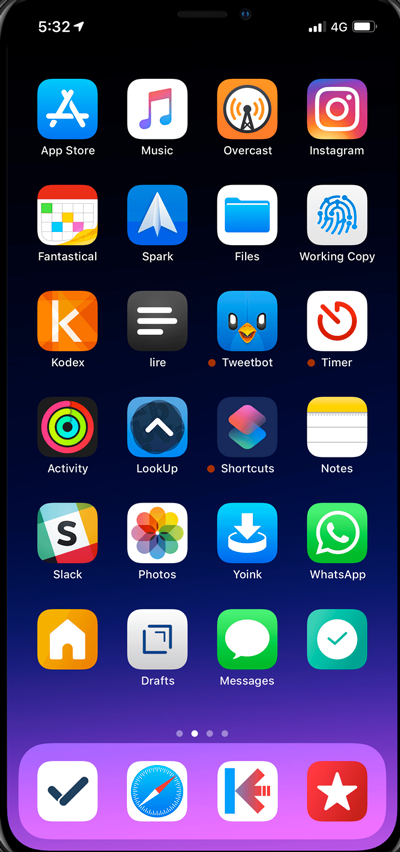 5:32
4G
App Store Music Overcast Instagram
Fantastical Spark Files Working Copy
Kodex lire Tweetbot Timer
Activity LookUp Shortcuts Notes
S
Slack Photos Yoink WhatsApp
Drafts Messages